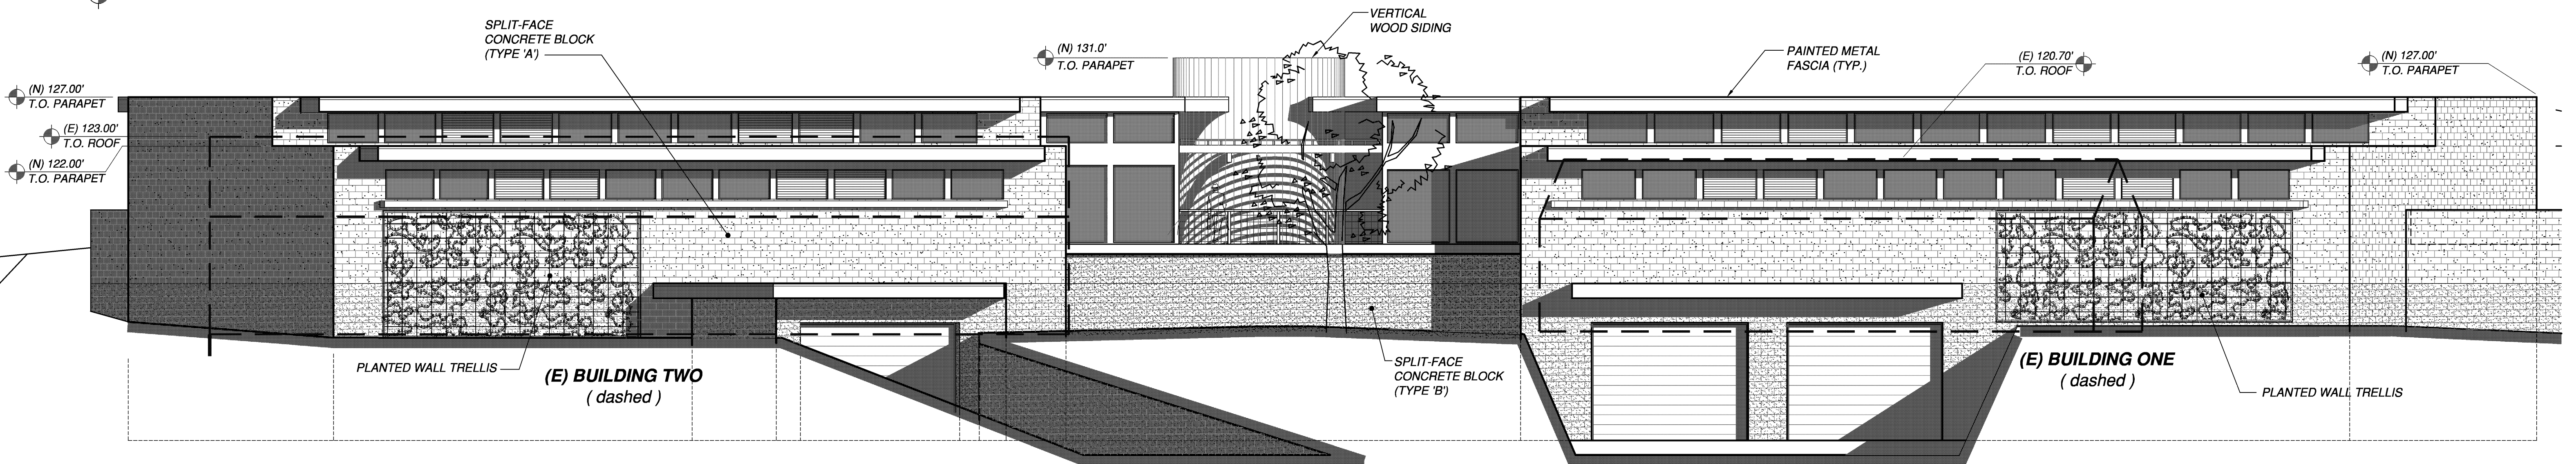 SPLIT-FACE
CONCRETE BLOCK
(TYPE 'A')
VERTICAL
WOOD SIDING
(N) 131.0'
T.O. PARAPET
PAINTED METAL
FASCIA (TYP.)
(E) 120.70'
T.O. ROOF
(N) 127.00'
T.O. PARAPET
(N) 127.00'
T.O. PARAPET
(E) 123.00'
T.O. ROOF
(N) 122.00'
T.O. PARAPET
PLANTED WALL TRELLIS
(E) BUILDING TWO
( dashed )
SPLIT-FACE
CONCRETE BLOCK
(TYPE 'B')
(E) BUILDING ONE
( dashed )
PLANTED WALL TRELLIS